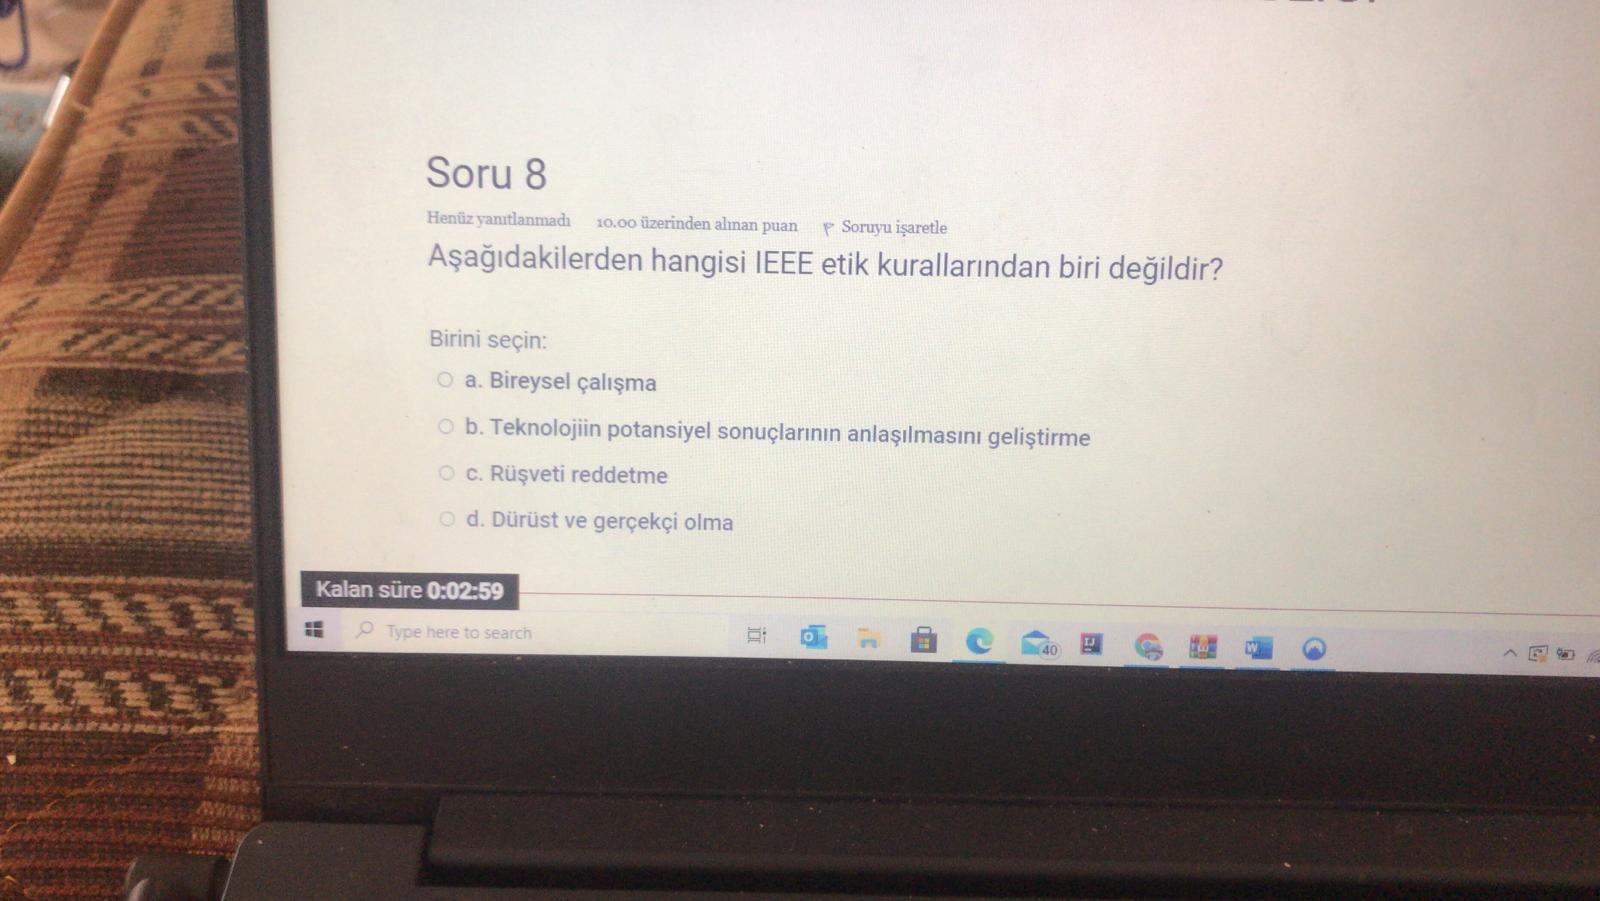 Soru 8
Henüz yanıtlanmadı 10.00 üzerinden alınan puan Soruyu işaretle
Aşağıdakilerden hangisi IEEE etik kurallarından biri değildir?
Birini seçin:
a. Bireysel çalışma
b. Teknolojiin potansiyel sonuçlarının anlaşılmasını geliştirme
c. Rüşveti reddetme
d. Dürüst ve gerçekçi olma
Kalan süre 0:02:59
Type here to search
40